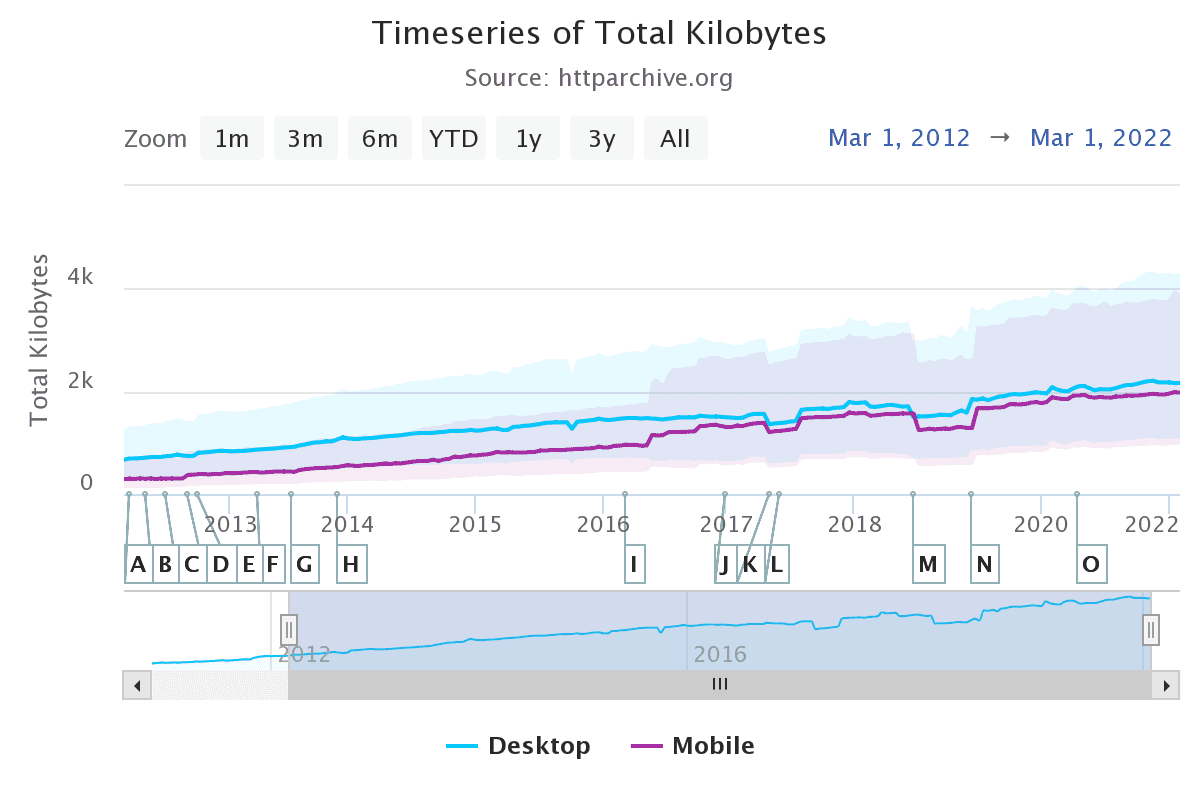 Timeseries of Total Kilobytes
Source: httparchive.org
Zoom 1m 3m 6m YTD 1y 3y All Mar 1, 2012 → Mar 1, 2022
Total Kilobytes
4k
2k
0
2013 2014 2015 2016 2017 2018 2020 2022
A B C D E F G H I J K L M N O
2012 2016
Desktop Mobile